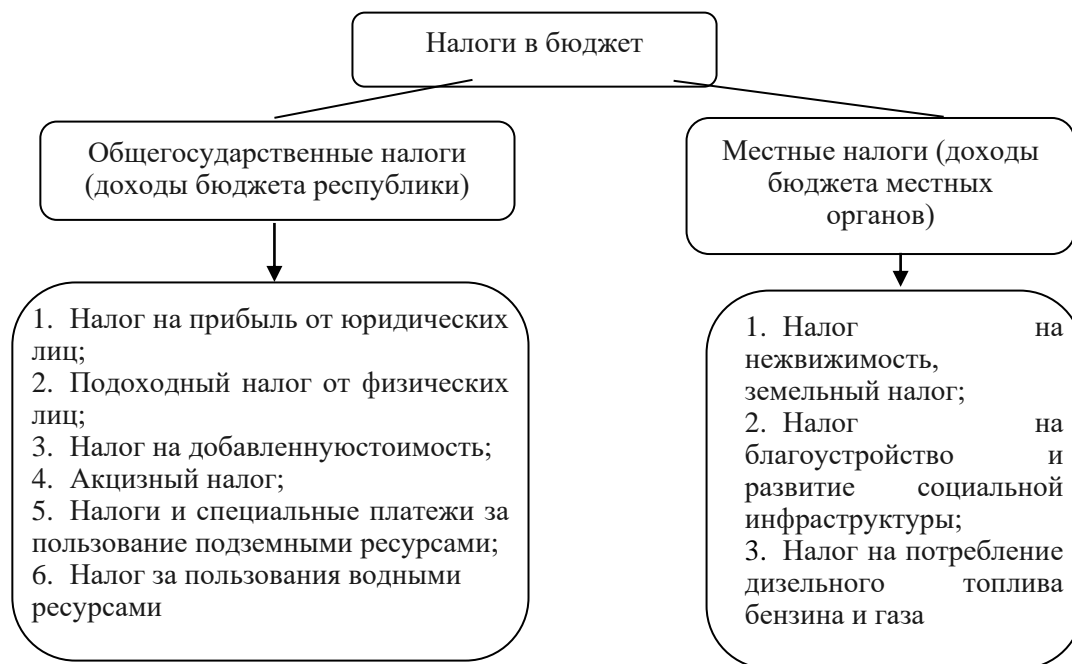 Налоги в бюджет
Общегосударственные налоги
(доходы бюджета республики)
Местные налоги (доходы
бюджета местных
органов)
1. Налог на прибыль от юридических
лиц;
2. Подоходный налог от физических
лиц;
3. Налог на добавленнуюстоимость;
4. Акцизный налог;
5. Налоги и специальные платежи за
пользование подземными ресурсами;
6. Налог за пользования водными
ресурсами
1. Налог на
нежвижимость,
земельный налог;
2. Налог на
благоустройство и
развитие социальной
инфраструктуры;
3. Налог на потребление
дизельного топлива
бензина и газа